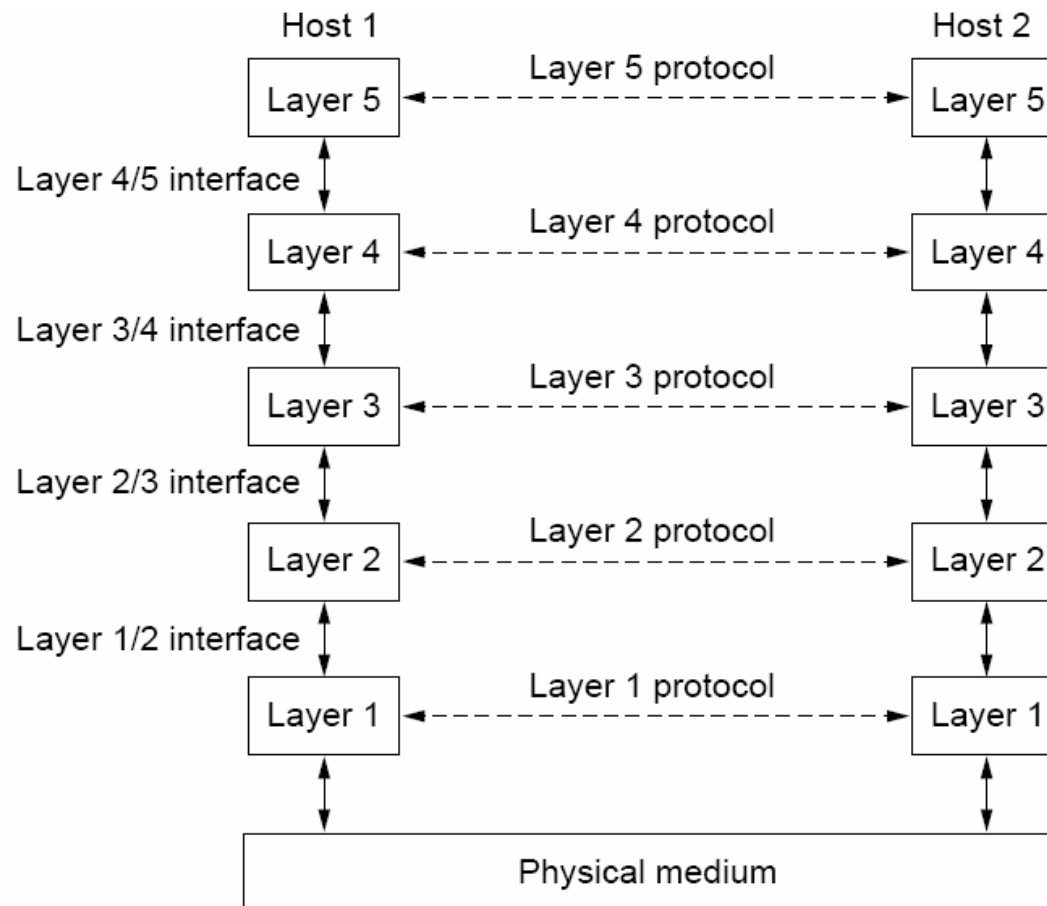 Host 1
Host 2
Layer 5 protocol
Layer 5
Layer 5
Layer 4/5 interface
Layer 4 protocol
Layer 4
Layer 4
Layer 3/4 interface
Layer 3 protocol
Layer 3
Layer 3
Layer 2/3 interface
Layer 2 protocol
Layer 2
Layer 2
Layer 1/2 interface
Layer 1 protocol
Layer 1
Layer 1
Physical medium